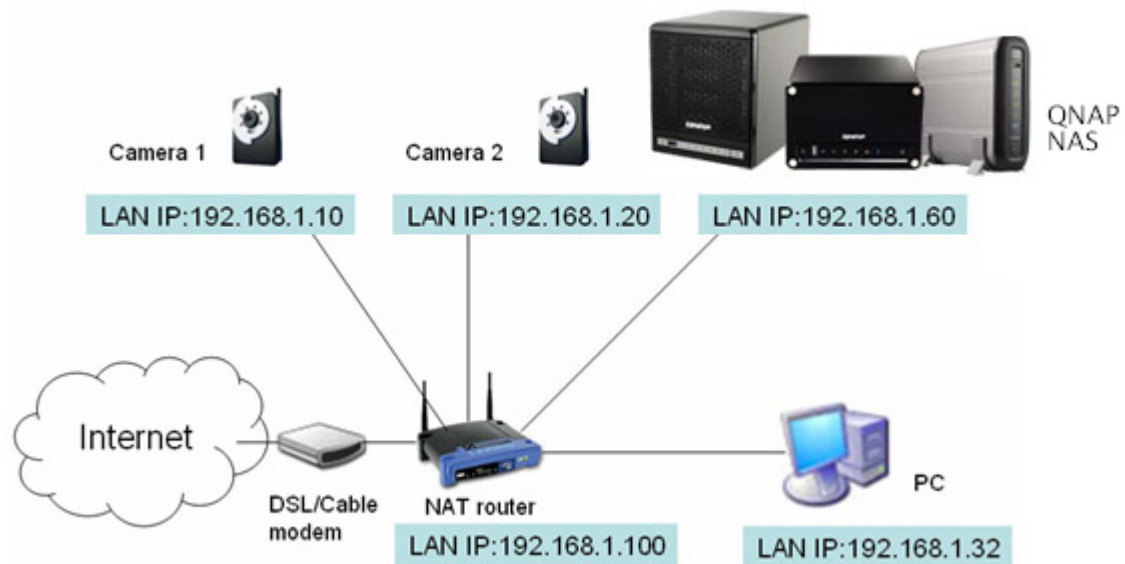 QNAP
NAS
Camera 1
Camera 2
LAN IP:192.168.1.10
LAN IP:192.168.1.20
LAN IP:192.168.1.60
Internet
DSL/Cable
modem
NAT router
PC
LAN IP:192.168.1.100
LAN IP:192.168.1.32